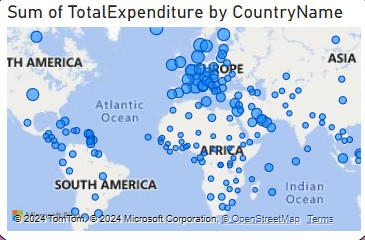 Sum of TotalExpenditure by CountryName
TH AMERICA
EUROPE
ASIA
Atlantic
Ocean
AFRICA
SOUTH AMERICA
Indian
Ocean
© 2024 TomTom, © 2024 Microsoft Corporation, © OpenStreetMap Terms